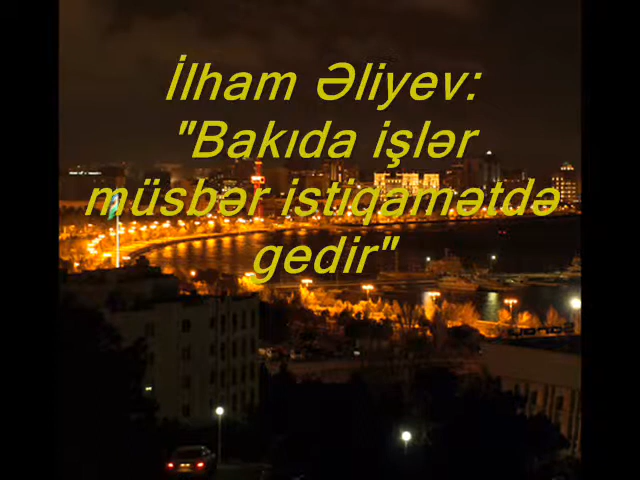 İlham Əliyev:
"Bakıda işlər
müsbər istiqamətdə
gedir"